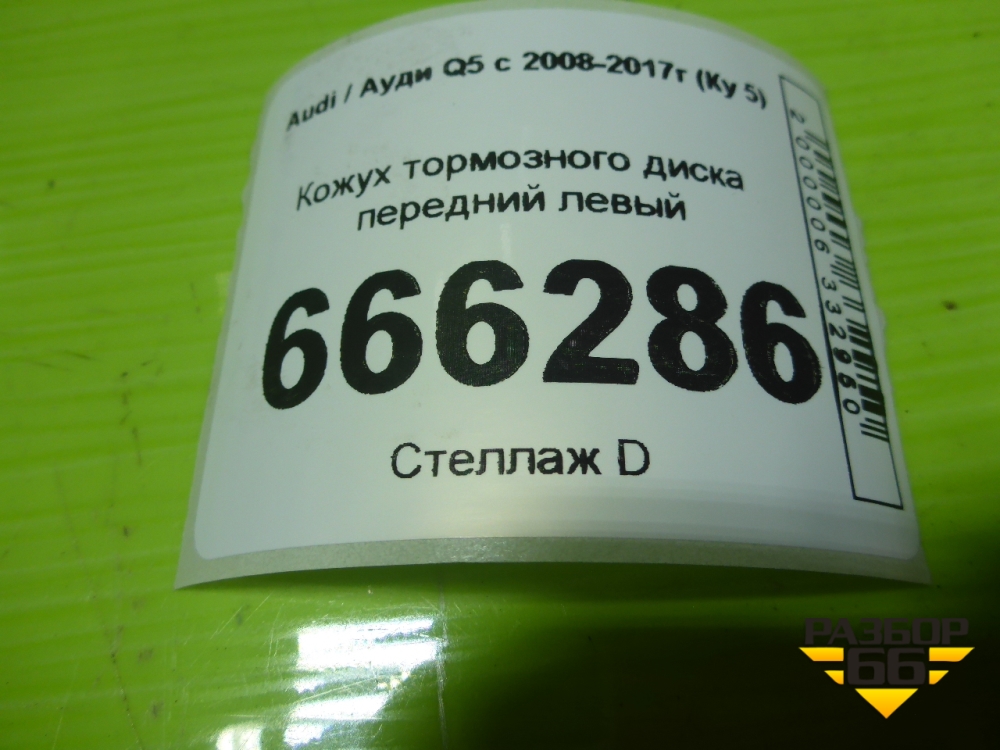 Audi / Ауди Q5 с 2008-2017г (Ку 5)
Кожух тормозного диска
передний левый
666286
Стеллаж D
2000006332960
РАЗБОР
66